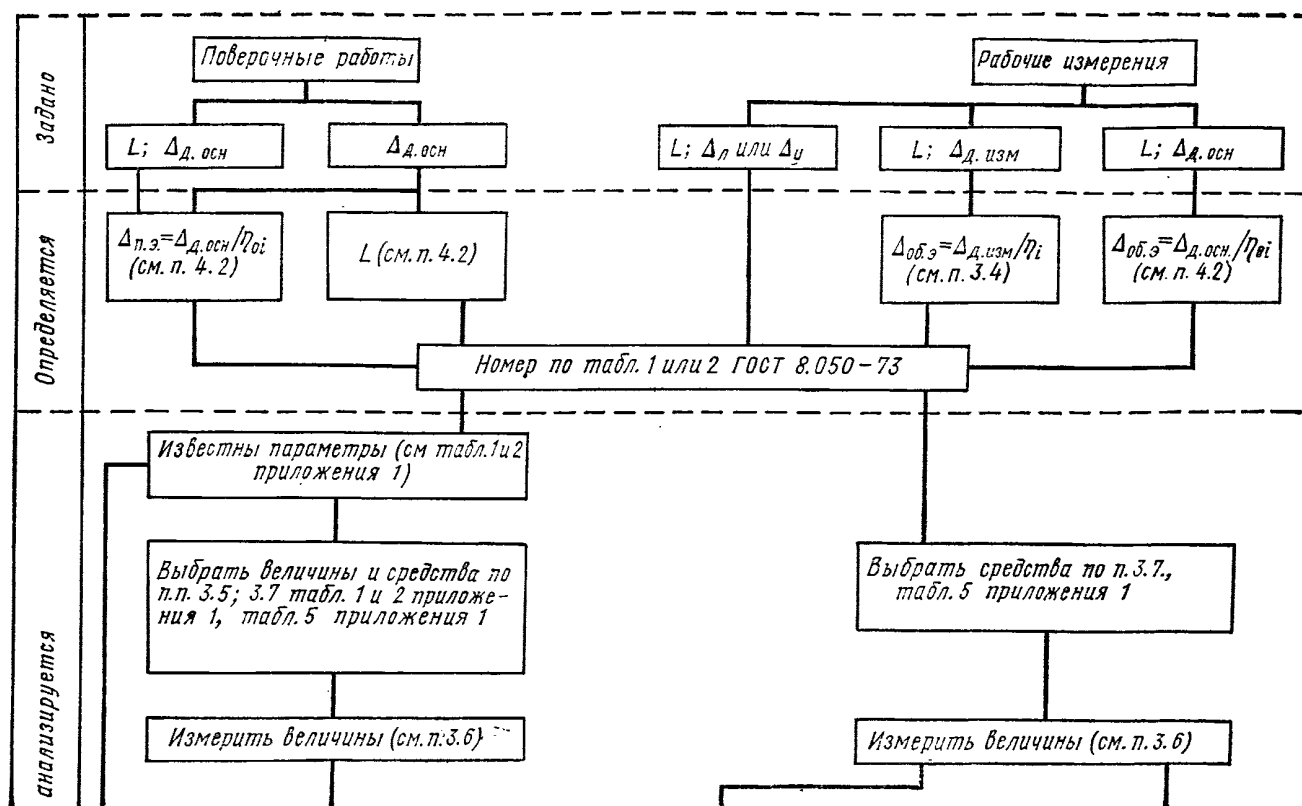 Задано
Поверочные работы
Рабочие измерения
L; Δд.осн
Δд.осн
L; Δл или Δу
L; Δд.изм
L; Δд.осн
Определяется
Δп.э.=Δд.осн/ηоi
(см. п. 4.2)
L (см. п. 4.2)
Δоб.э=Δд.изм/ηi
(см. п. 3.4)
Δоб.э=Δд.осн./ηоi
(см. п. 4.2)
Номер по табл. 1 или 2 ГОСТ 8.050-73
анализируется
Известны параметры (см табл. 1 и 2
приложения 1)
Выбрать величины и средства по
п.п. 3.5; 3.7 табл. 1 и 2 приложе-
ния 1, табл. 5 приложения 1
Выбрать средства по п. 3.7.,
табл. 5 приложения 1
Измерить величины (см. п. 3.6)
Измерить величины (см. п. 3.6)